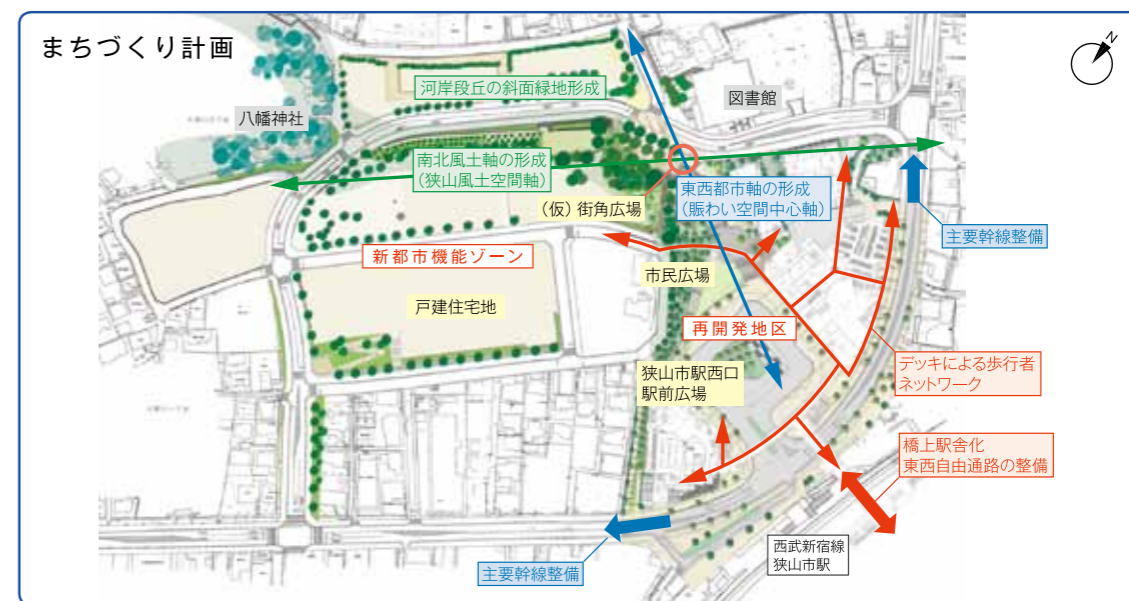 まちづくり計画
N
河岸段丘の斜面緑地形成
図書館
八幡神社
南北風土軸の形成
（狭山風土空間軸）
東西都市軸の形成
（賑わい空間中心軸）
（仮）街角広場
主要幹線整備
新都市機能ゾーン
市民広場
戸建住宅地
再開発地区
デッキによる歩行者
ネットワーク
狭山市駅西口
駅前広場
橋上駅舎化
東西自由通路の整備
西武新宿線
狭山市駅
主要幹線整備